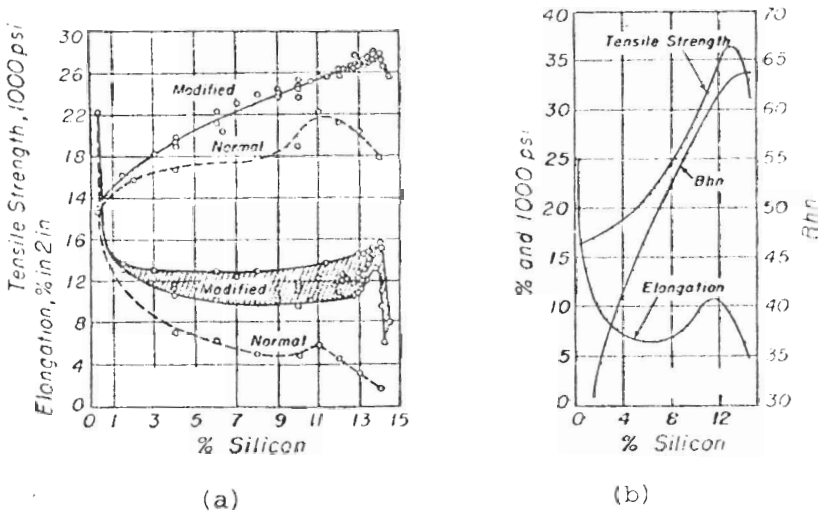 Tensile Strength, 1000 psi
Elongation, % in 2 in
30
26
22
18
14
16
12
8
4
0
Modified
Normal
Modified
Normal
0 1 3 5 7 9 11 13 15
% Silicon
(a)
% and 1000 psi
40
35
30
25
20
15
10
5
0
Tensile Strength
Bhn
Elongation
70
65
60
55
50
45
40
35
30
Bhn
0 4 8 12
% Silicon
(b)